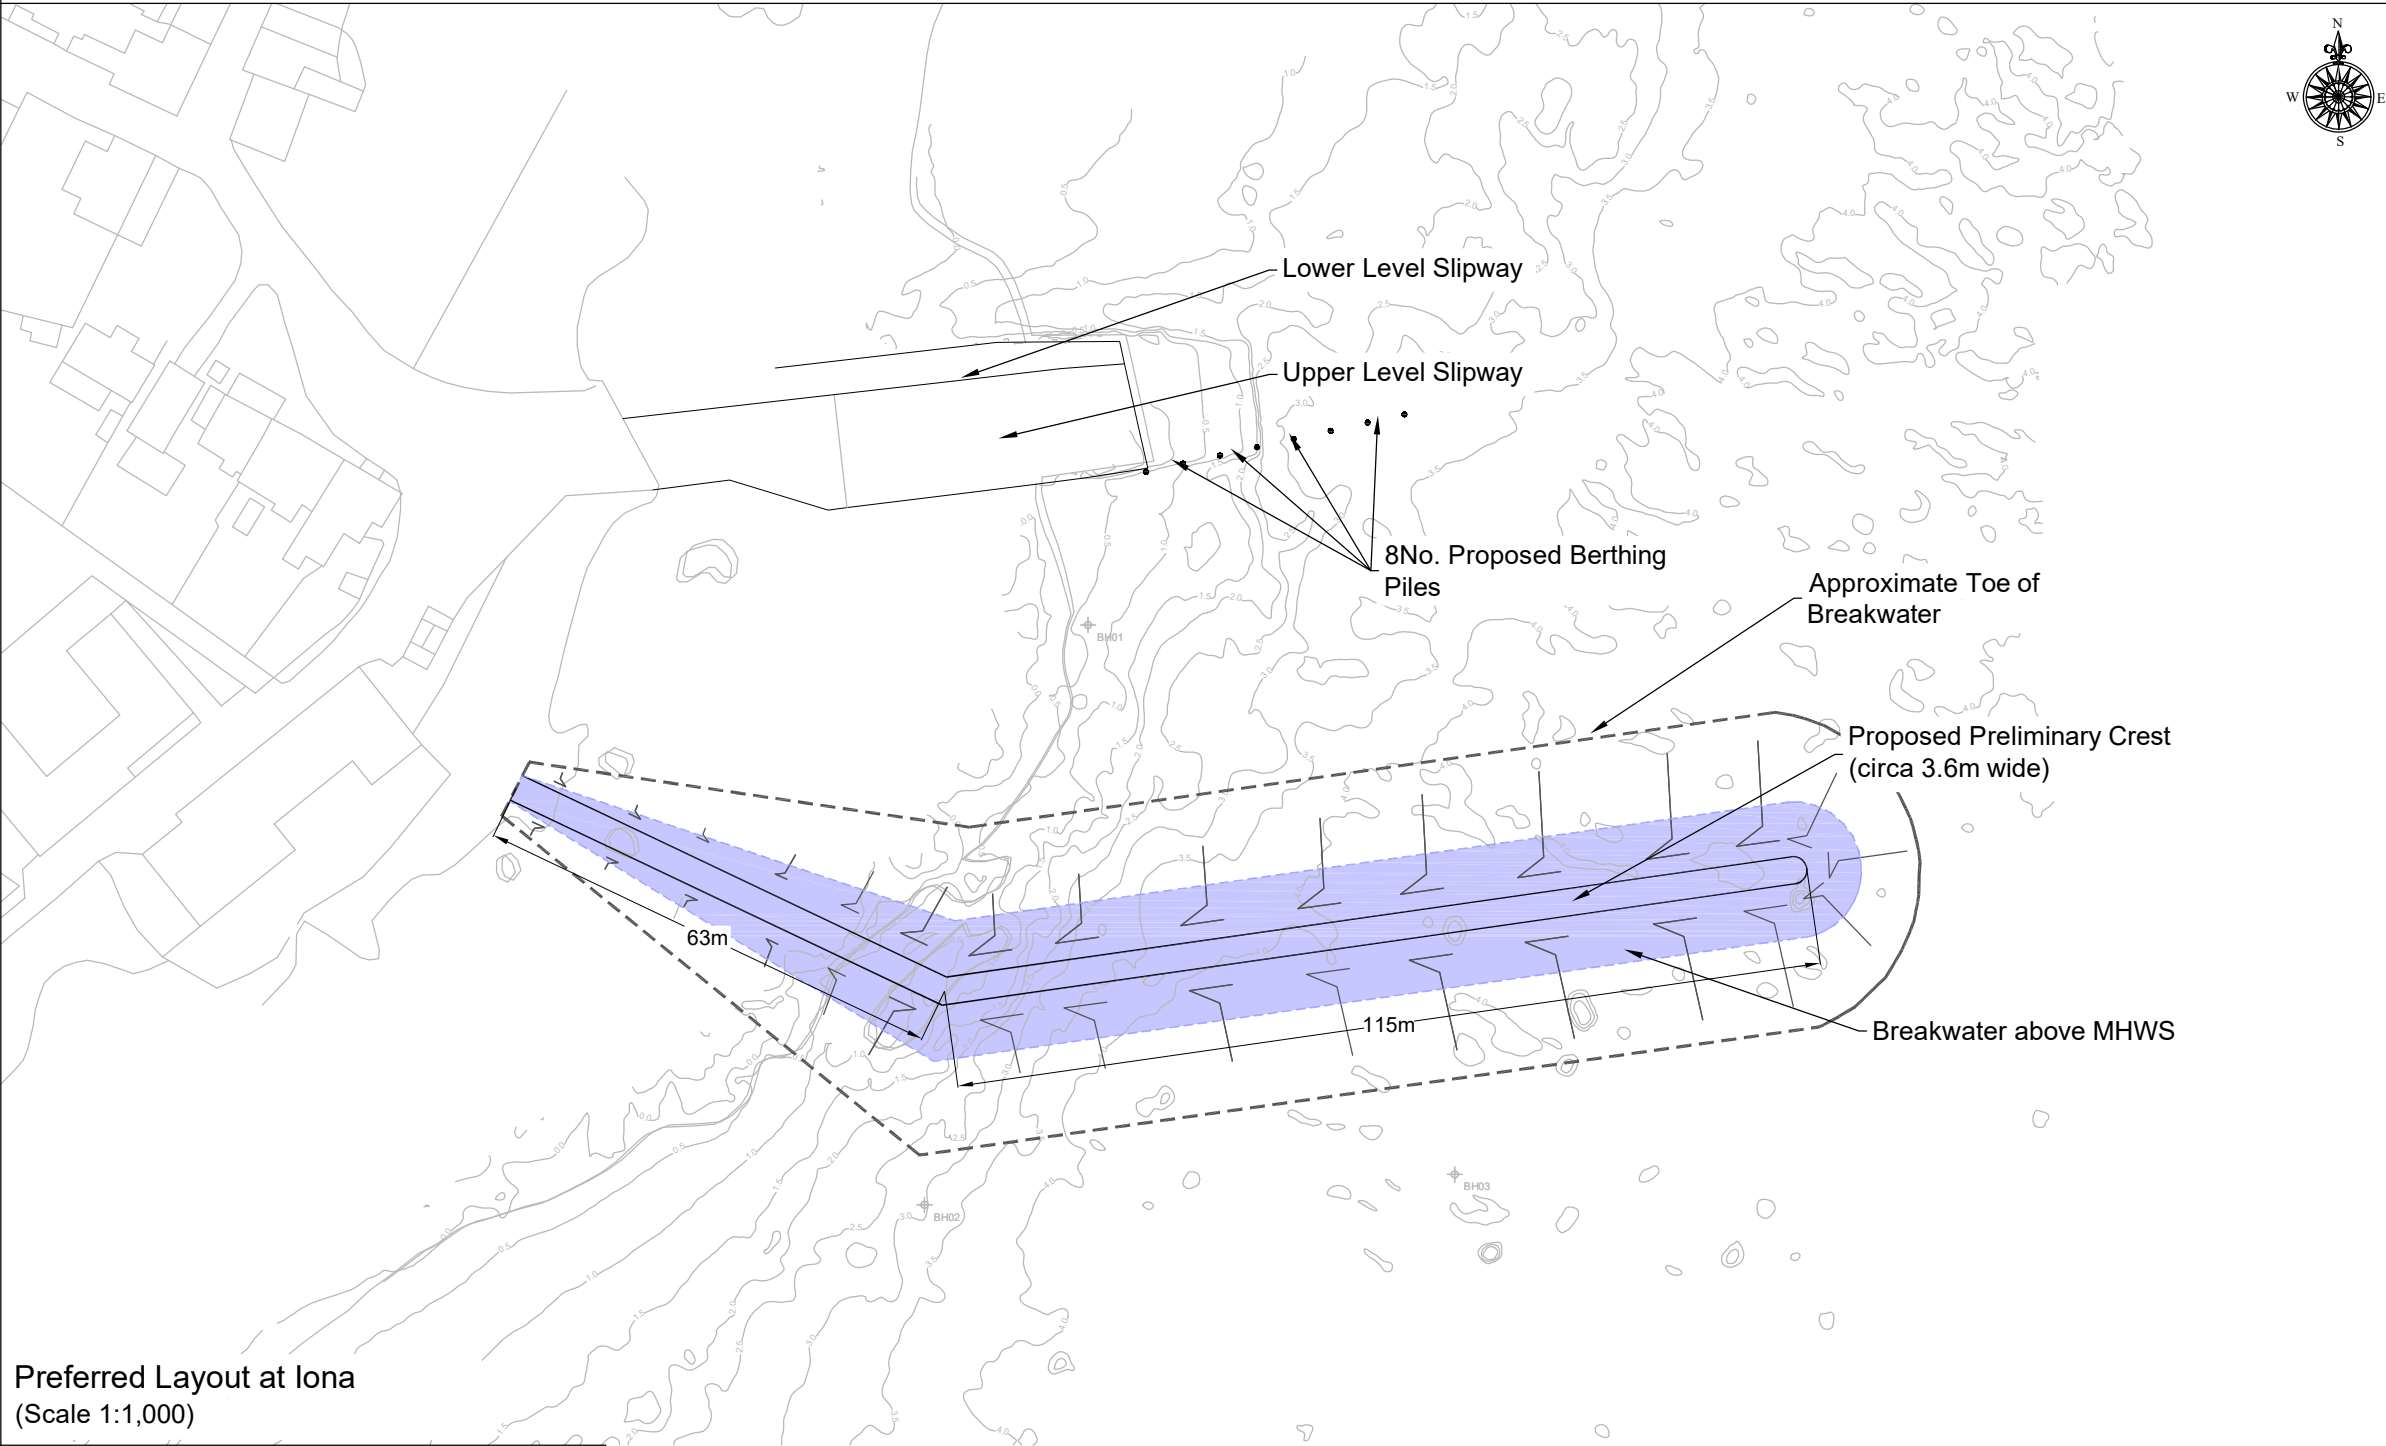 N
W
E
S
Lower Level Slipway
Upper Level Slipway
8No. Proposed Berthing
Piles
Approximate Toe of
Breakwater
Proposed Preliminary Crest
(circa 3.6m wide)
BH01
63m
115m
Breakwater above MHWS
BH03
BH02
Preferred Layout at Iona
(Scale 1:1,000)